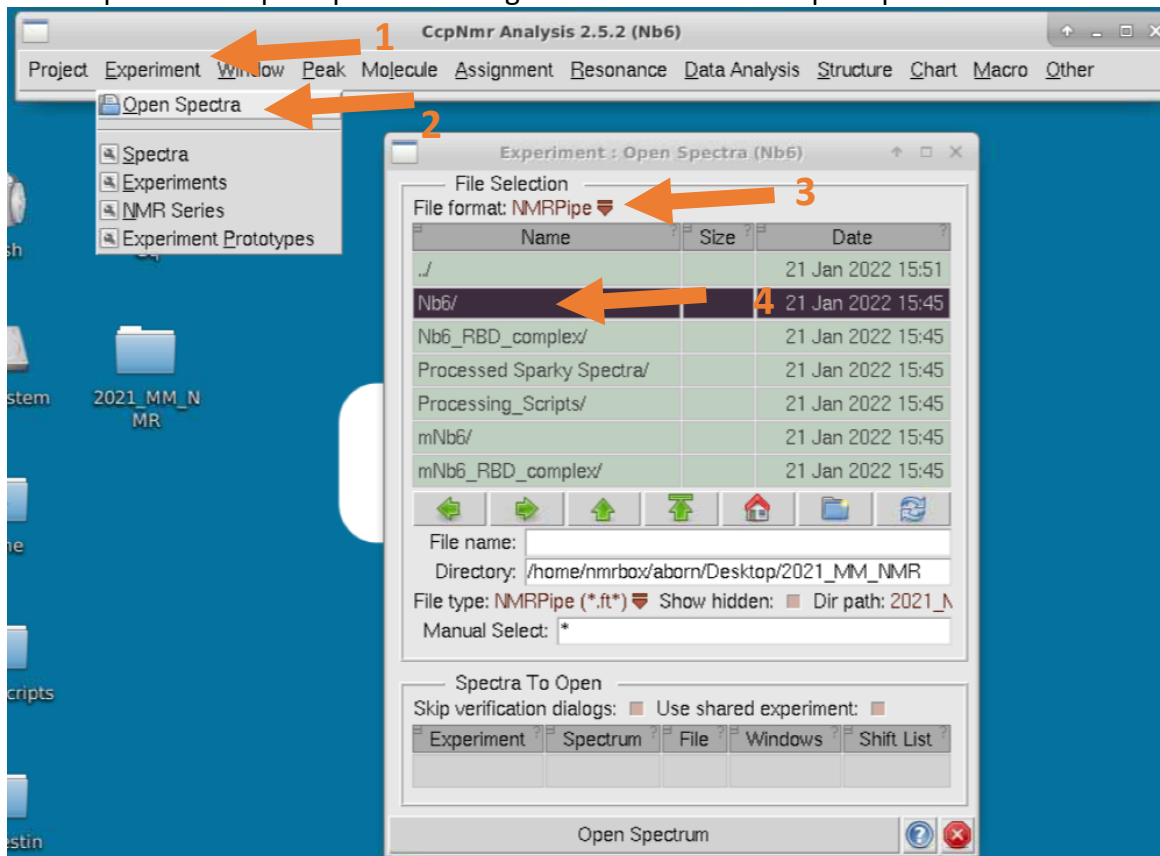 1
CcpNmr Analysis 2.5.2 (Nb6)
Project Experiment Window Peak Molecule Assignment Resonance Data Analysis Structure Chart Macro Other
Open Spectra
2
Spectra
Experiments
NMR Series
Experiment Prototypes
2021_MM_N
MR
Experiment : Open Spectra (Nb6)
File Selection
File format: NMRPipe
3
Name ? Size ? Date ?
../ 21 Jan 2022 15:51
Nb6/ 4 21 Jan 2022 15:45
Nb6_RBD_complex/ 21 Jan 2022 15:45
Processed Sparky Spectra/ 21 Jan 2022 15:45
Processing_Scripts/ 21 Jan 2022 15:45
mNb6/ 21 Jan 2022 15:45
mNb6_RBD_complex/ 21 Jan 2022 15:45
File name:
Directory: /home/nmrbox/aborn/Desktop/2021_MM_NMR
File type: NMRPipe (*.ft*) Show hidden: Dir path: 2021_N
Manual Select: *
Spectra To Open
Skip verification dialogs: Use shared experiment:
Experiment ? Spectrum ? File ? Windows ? Shift List ?
Open Spectrum ?
sh
stem
ne
cripts
estin